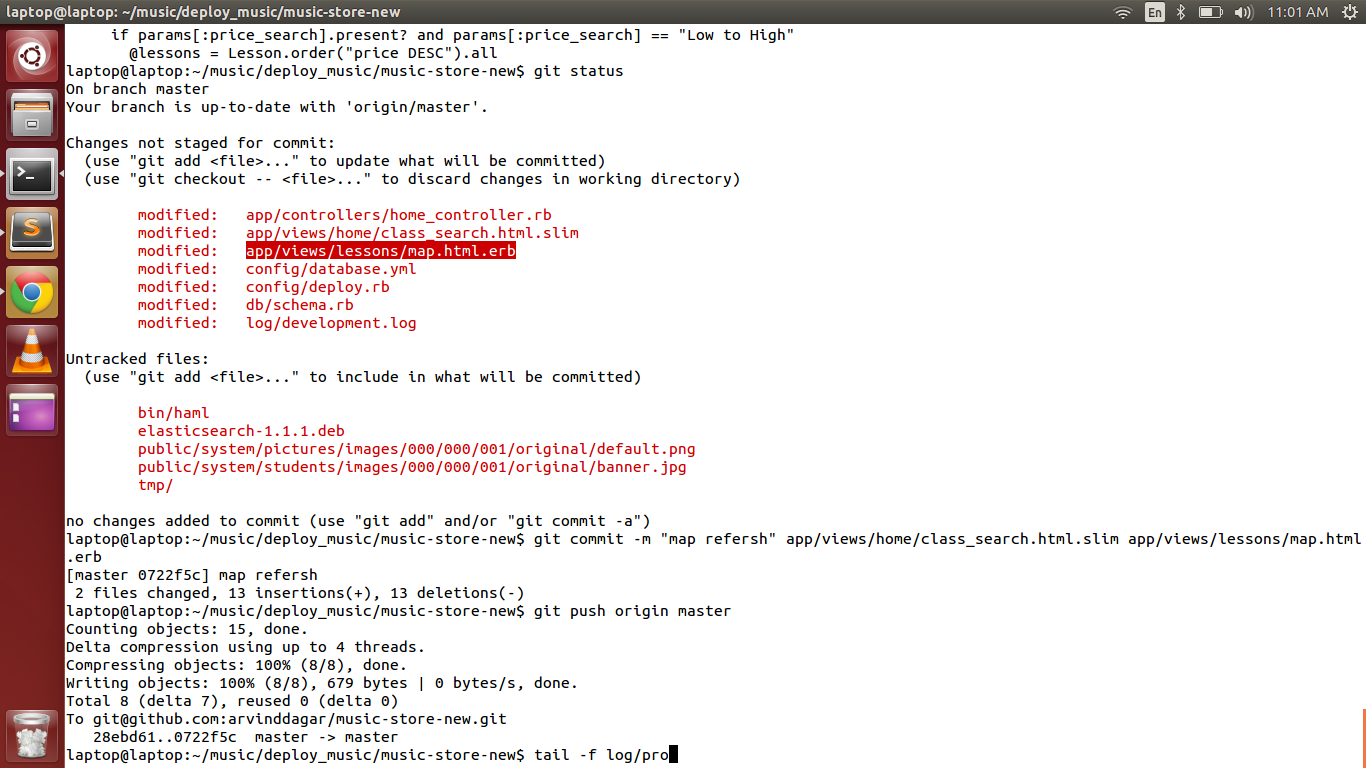 laptop@laptop: ~/music/deploy_music/music-store-new
En
11:01 AM
if params[:price_search].present? and params[:price_search] == "Low to High"
@lessons = Lesson.order("price DESC").all
laptop@laptop:~/music/deploy_music/music-store-new$ git status
On branch master
Your branch is up-to-date with 'origin/master'.
Changes not staged for commit:
(use "git add <file>..." to update what will be committed)
(use "git checkout -- <file>..." to discard changes in working directory)
modified:   app/controllers/home_controller.rb
modified:   app/views/home/class_search.html.slim
modified:   app/views/lessons/map.html.erb
modified:   config/database.yml
modified:   config/deploy.rb
modified:   db/schema.rb
modified:   log/development.log
Untracked files:
(use "git add <file>..." to include in what will be committed)
bin/haml
elasticsearch-1.1.1.deb
public/system/pictures/images/000/000/001/original/default.png
public/system/students/images/000/000/001/original/banner.jpg
tmp/
no changes added to commit (use "git add" and/or "git commit -a")
laptop@laptop:~/music/deploy_music/music-store-new$ git commit -m "map refersh" app/views/home/class_search.html.slim app/views/lessons/map.html
.erb
[master 0722f5c] map refersh
2 files changed, 13 insertions(+), 13 deletions(-)
laptop@laptop:~/music/deploy_music/music-store-new$ git push origin master
Counting objects: 15, done.
Delta compression using up to 4 threads.
Compressing objects: 100% (8/8), done.
Writing objects: 100% (8/8), 679 bytes | 0 bytes/s, done.
Total 8 (delta 7), reused 0 (delta 0)
To git@github.com:arvinddagar/music-store-new.git
28ebd61..0722f5c  master -> master
laptop@laptop:~/music/deploy_music/music-store-new$ tail -f log/pro